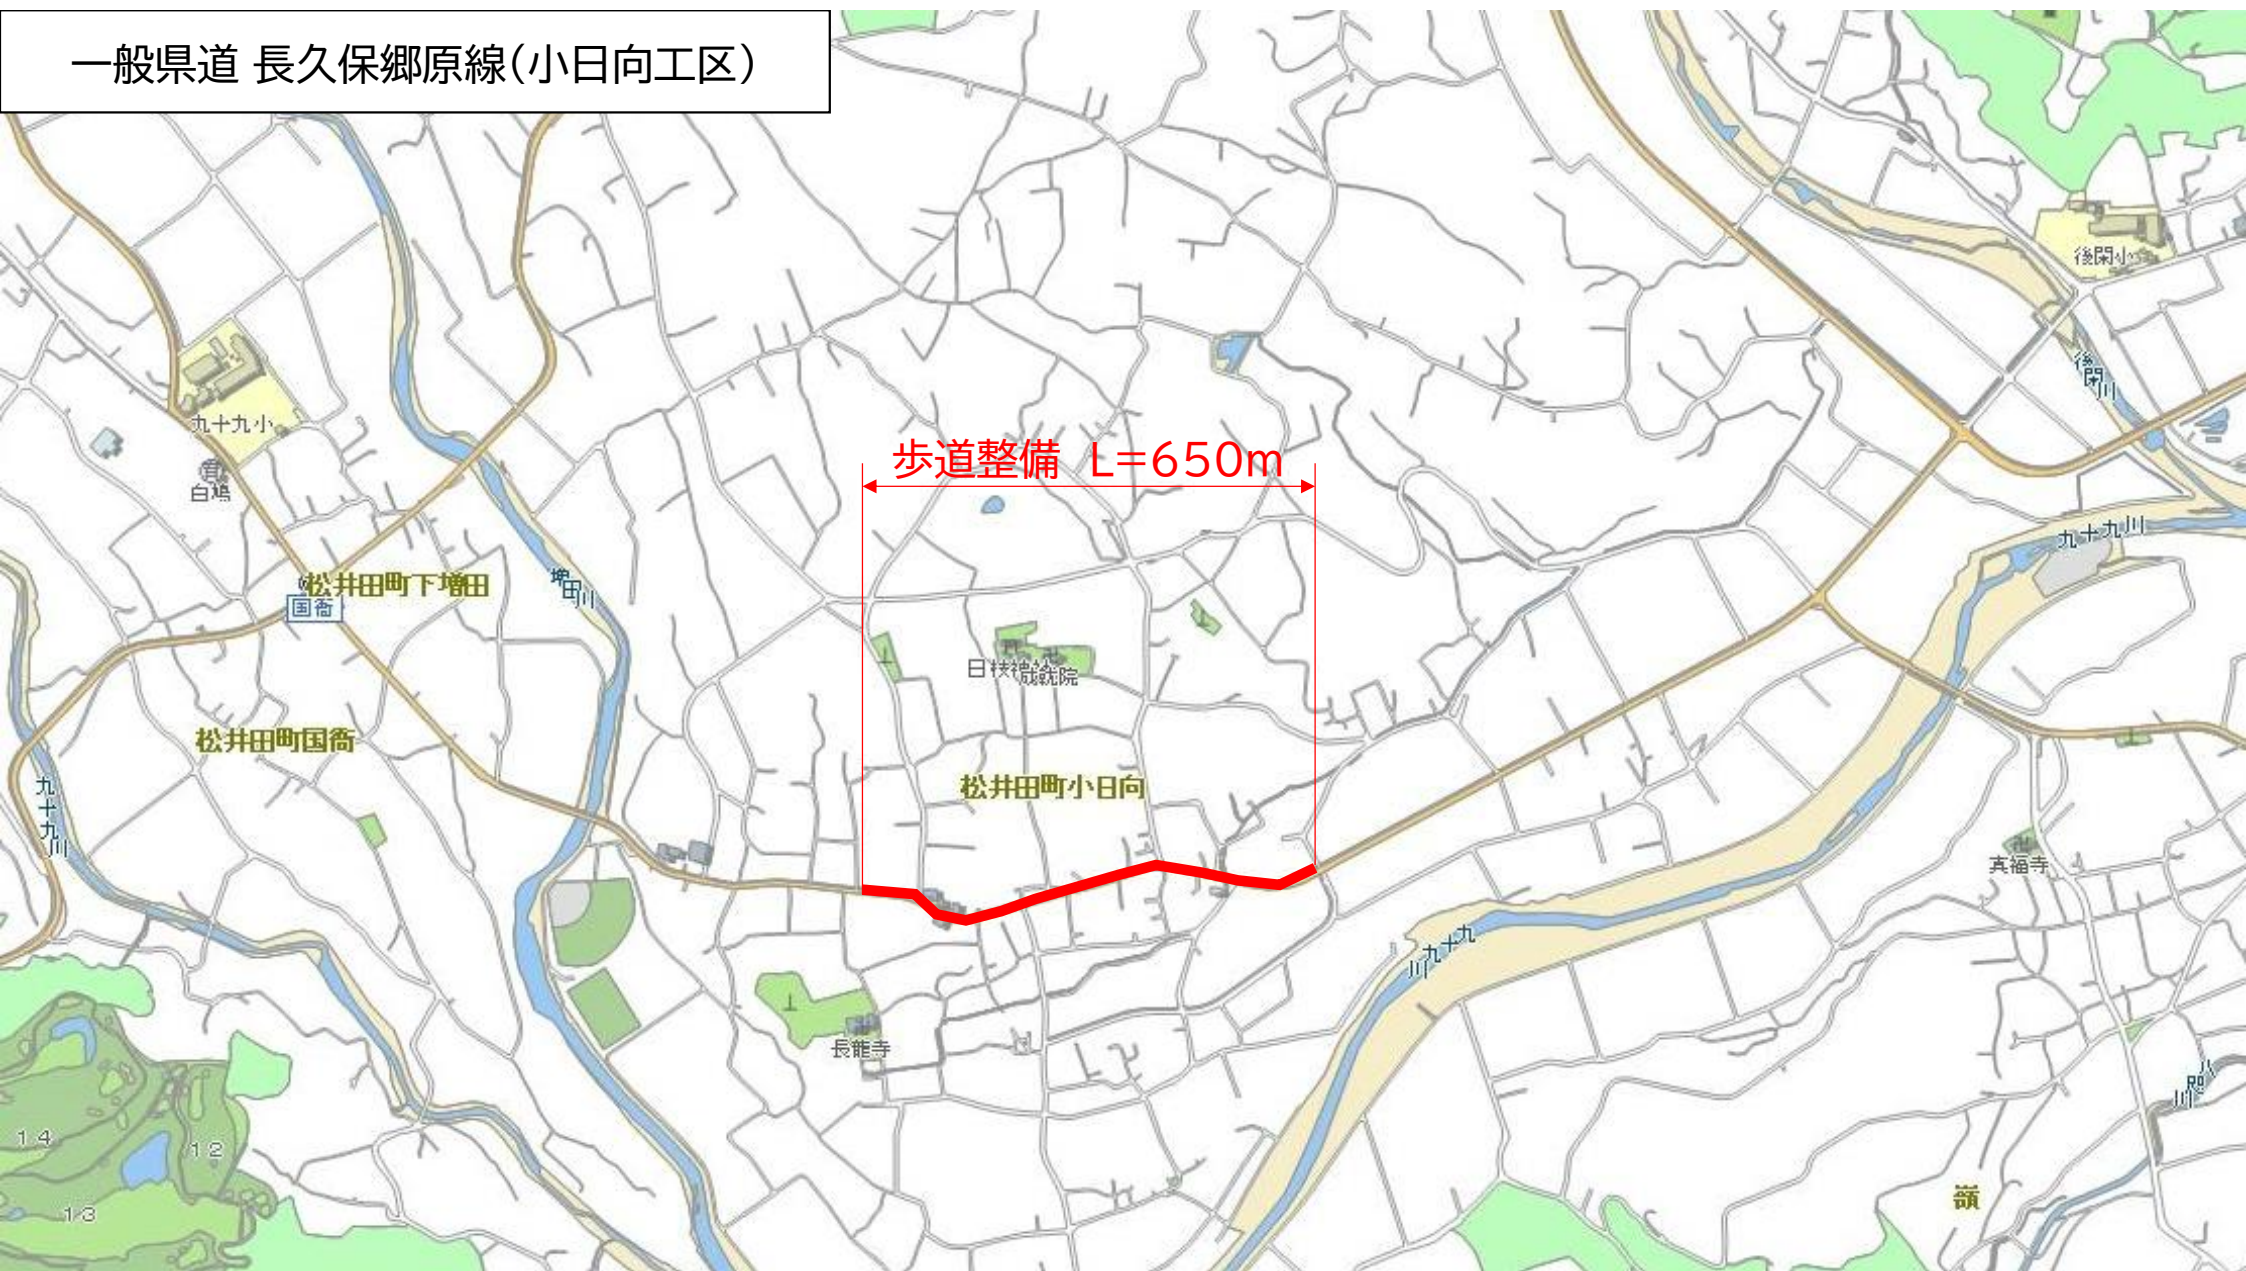 一般県道 長久保郷原線(小日向工区)
後閑小
後閑川
九十九小
白鳩
歩道整備 L=650m
九十九川
松井田町下増田
国衙
増田川
日枝神社
成就院
松井田町国衙
九十九川
松井田町小日向
真福寺
九十九川
長龍寺
14
12
13
嶺